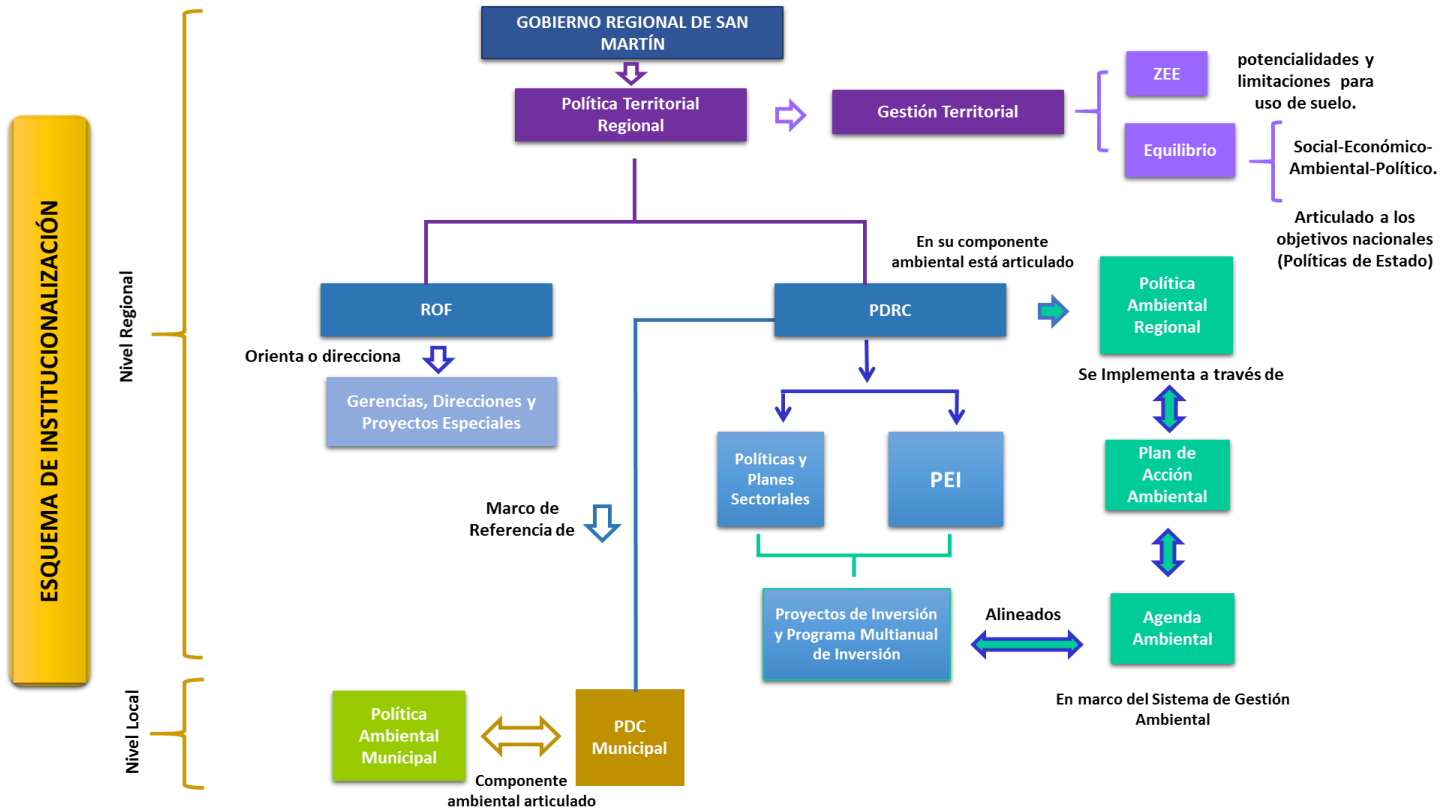 ESQUEMA DE INSTITUCIONALIZACIÓN
Nivel Regional
GOBIERNO REGIONAL DE SAN
MARTÍN
Política Territorial
Regional
Gestión Territorial
ZEE
potencialidades y
limitaciones para
uso de suelo.
Equilibrio
Social-Económico-
Ambiental-Político.
Articulado a los
objetivos nacionales
(Políticas de Estado)
En su componente
ambiental está articulado
ROF
PDRC
Política
Ambiental
Regional
Orienta o direcciona
Gerencias, Direcciones y
Proyectos Especiales
Se Implementa a través de
Políticas y
Planes
Sectoriales
PEI
Plan de
Acción
Ambiental
Marco de
Referencia de
Proyectos de Inversión
y Programa Multianual
de Inversión
Alineados
Agenda
Ambiental
En marco del Sistema de Gestión
Ambiental
Nivel Local
Política
Ambiental
Municipal
PDC
Municipal
Componente
ambiental articulado